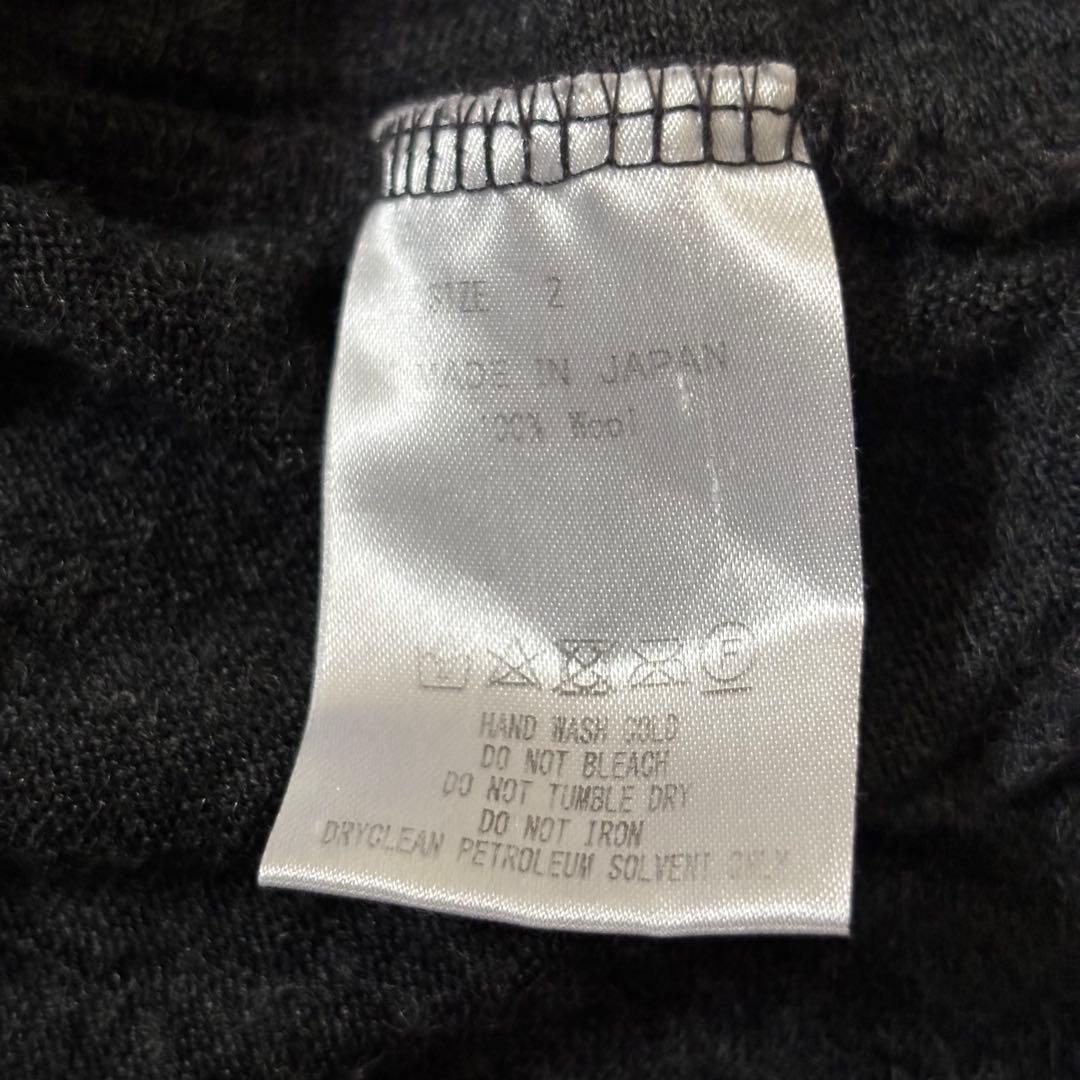 SIZE 2
MADE IN JAPAN
100% Wool
F
HAND WASH COLD
DO NOT BLEACH
DO NOT TUMBLE DRY
DO NOT IRON
DRYCLEAN PETROLEUM SOLVENT ONLY